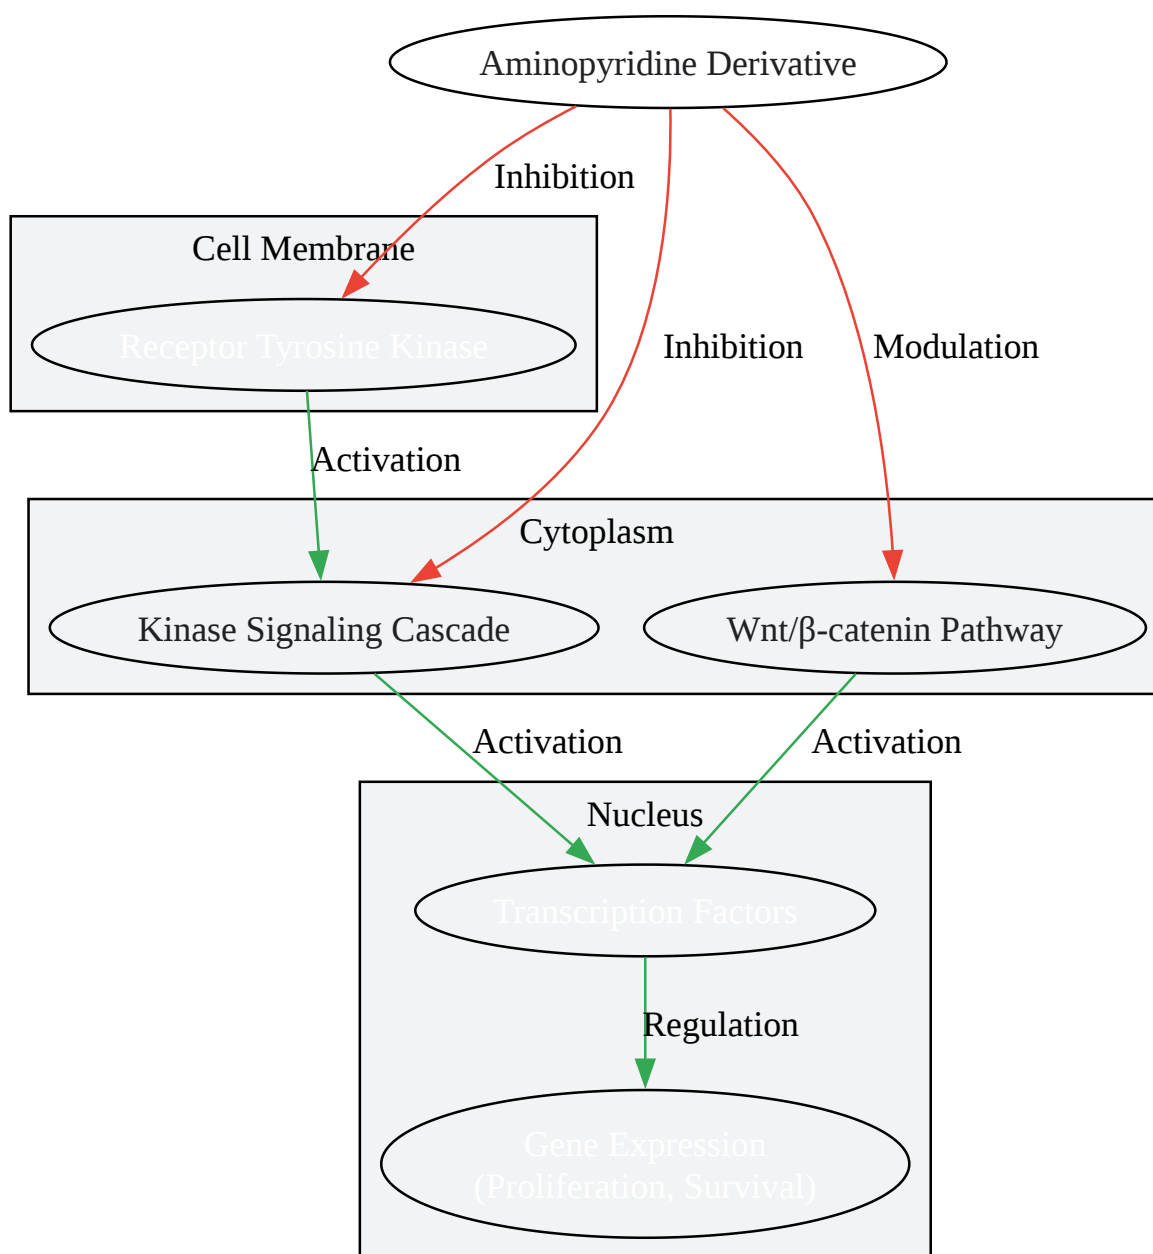 Aminopyridine Derivative
Inhibition
Cell Membrane
Receptor Tyrosine Kinase
Inhibition
Modulation
Activation
Cytoplasm
Kinase Signaling Cascade
Wnt/β-catenin Pathway
Activation
Activation
Nucleus
Transcription Factors
Regulation
Gene Expression
(Proliferation, Survival)